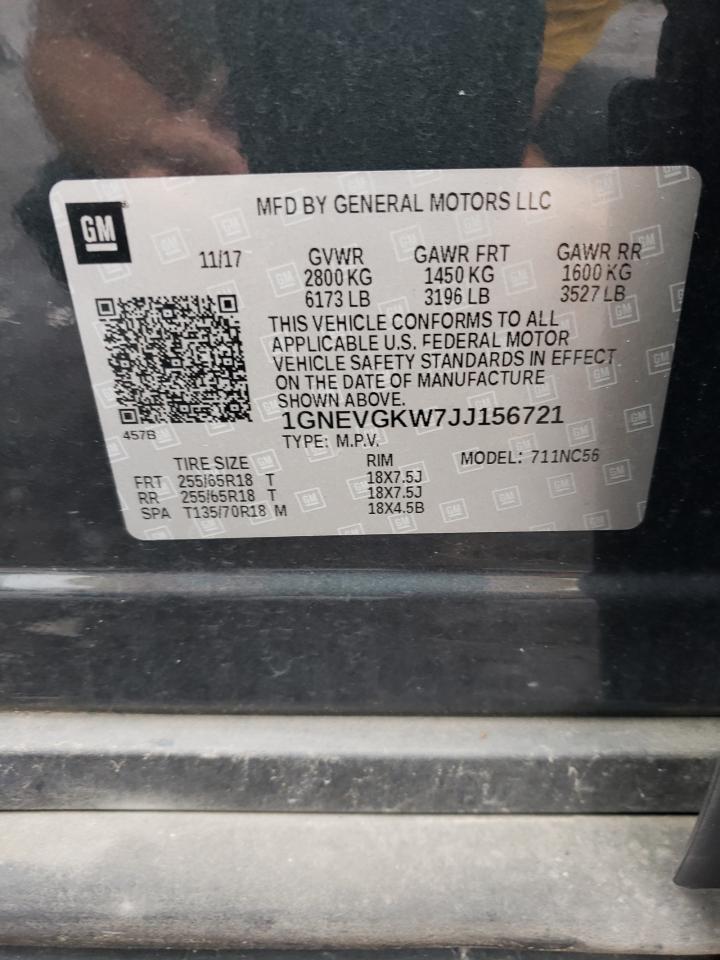 GM
MFD BY GENERAL MOTORS LLC
11/17 GVWR GAWR FRT GAWR RR
2800 KG 1450 KG 1600 KG
6173 LB 3196 LB 3527 LB
THIS VEHICLE CONFORMS TO ALL
APPLICABLE U.S. FEDERAL MOTOR
VEHICLE SAFETY STANDARDS IN EFFECT
ON THE DATE OF MANUFACTURE
SHOWN ABOVE.
1GNEVGKW7JJ156721
457B
TYPE: M.P.V.
TIRE SIZE RIM MODEL: 711NC56
FRT 255/65R18 T 18X7.5J
RR 255/65R18 T 18X7.5J
SPA T135/70R18 M 18X4.5B